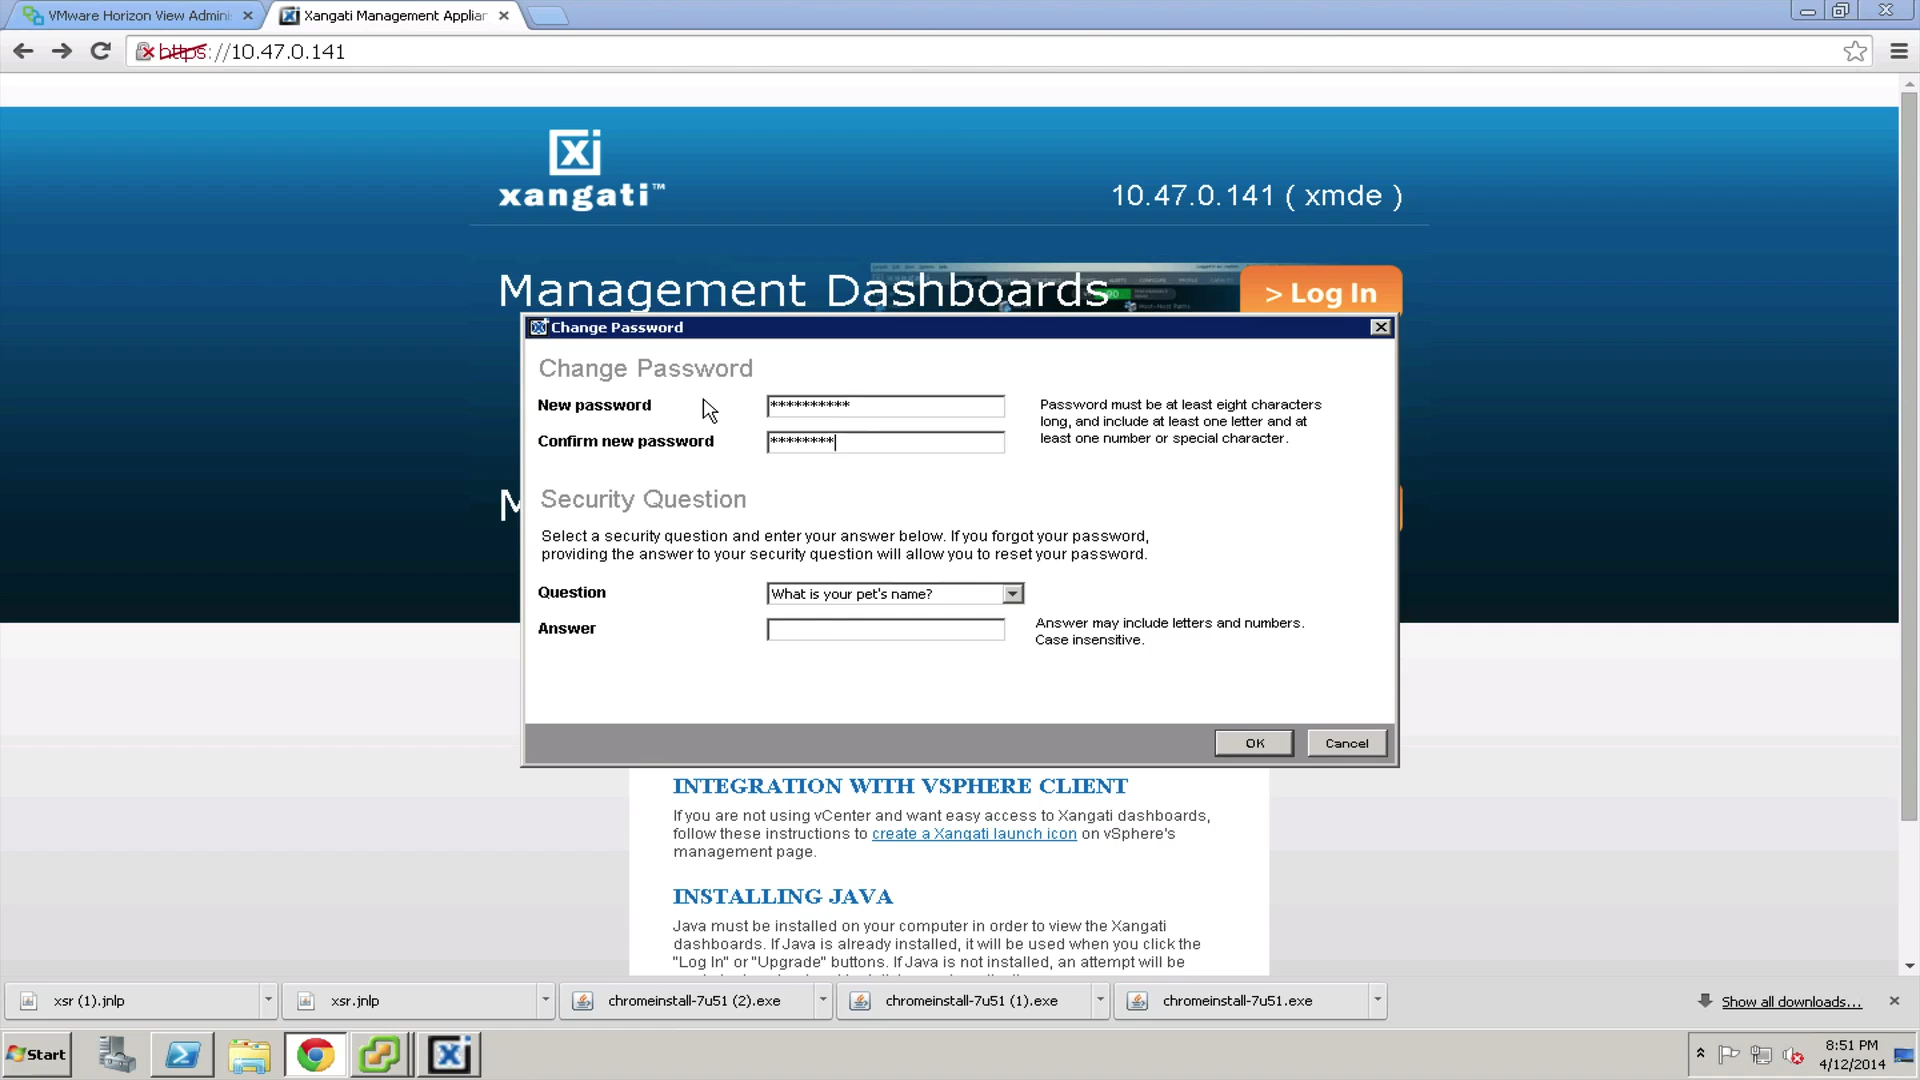 VMware Horizon View Admini
Xangati Management Applian
https://10.47.0.141
xi
xangati™
10.47.0.141 ( xmde )
Management Dashboards
> Log In
Change Password
Change Password
New password
**********
Password must be at least eight characters
long, and include at least one letter and at
least one number or special character.
Confirm new password
********
M
Security Question
Select a security question and enter your answer below. If you forgot your password,
providing the answer to your security question will allow you to reset your password.
Question
What is your pet's name?
Answer
Answer may include letters and numbers.
Case insensitive.
OK
Cancel
INTEGRATION WITH VSPHERE CLIENT
If you are not using vCenter and want easy access to Xangati dashboards,
follow these instructions to create a Xangati launch icon on vSphere's
management page.
INSTALLING JAVA
Java must be installed on your computer in order to view the Xangati
dashboards. If Java is already installed, it will be used when you click the
"Log In" or "Upgrade" buttons. If Java is not installed, an attempt will be
xsr (1).jnlp
xsr.jnlp
chromeinstall-7u51 (2).exe
chromeinstall-7u51 (1).exe
chromeinstall-7u51.exe
Show all downloads...
Start
8:51 PM
4/12/2014